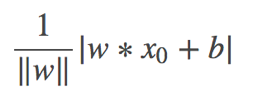 1/‖w‖ |w * x₀ + b|